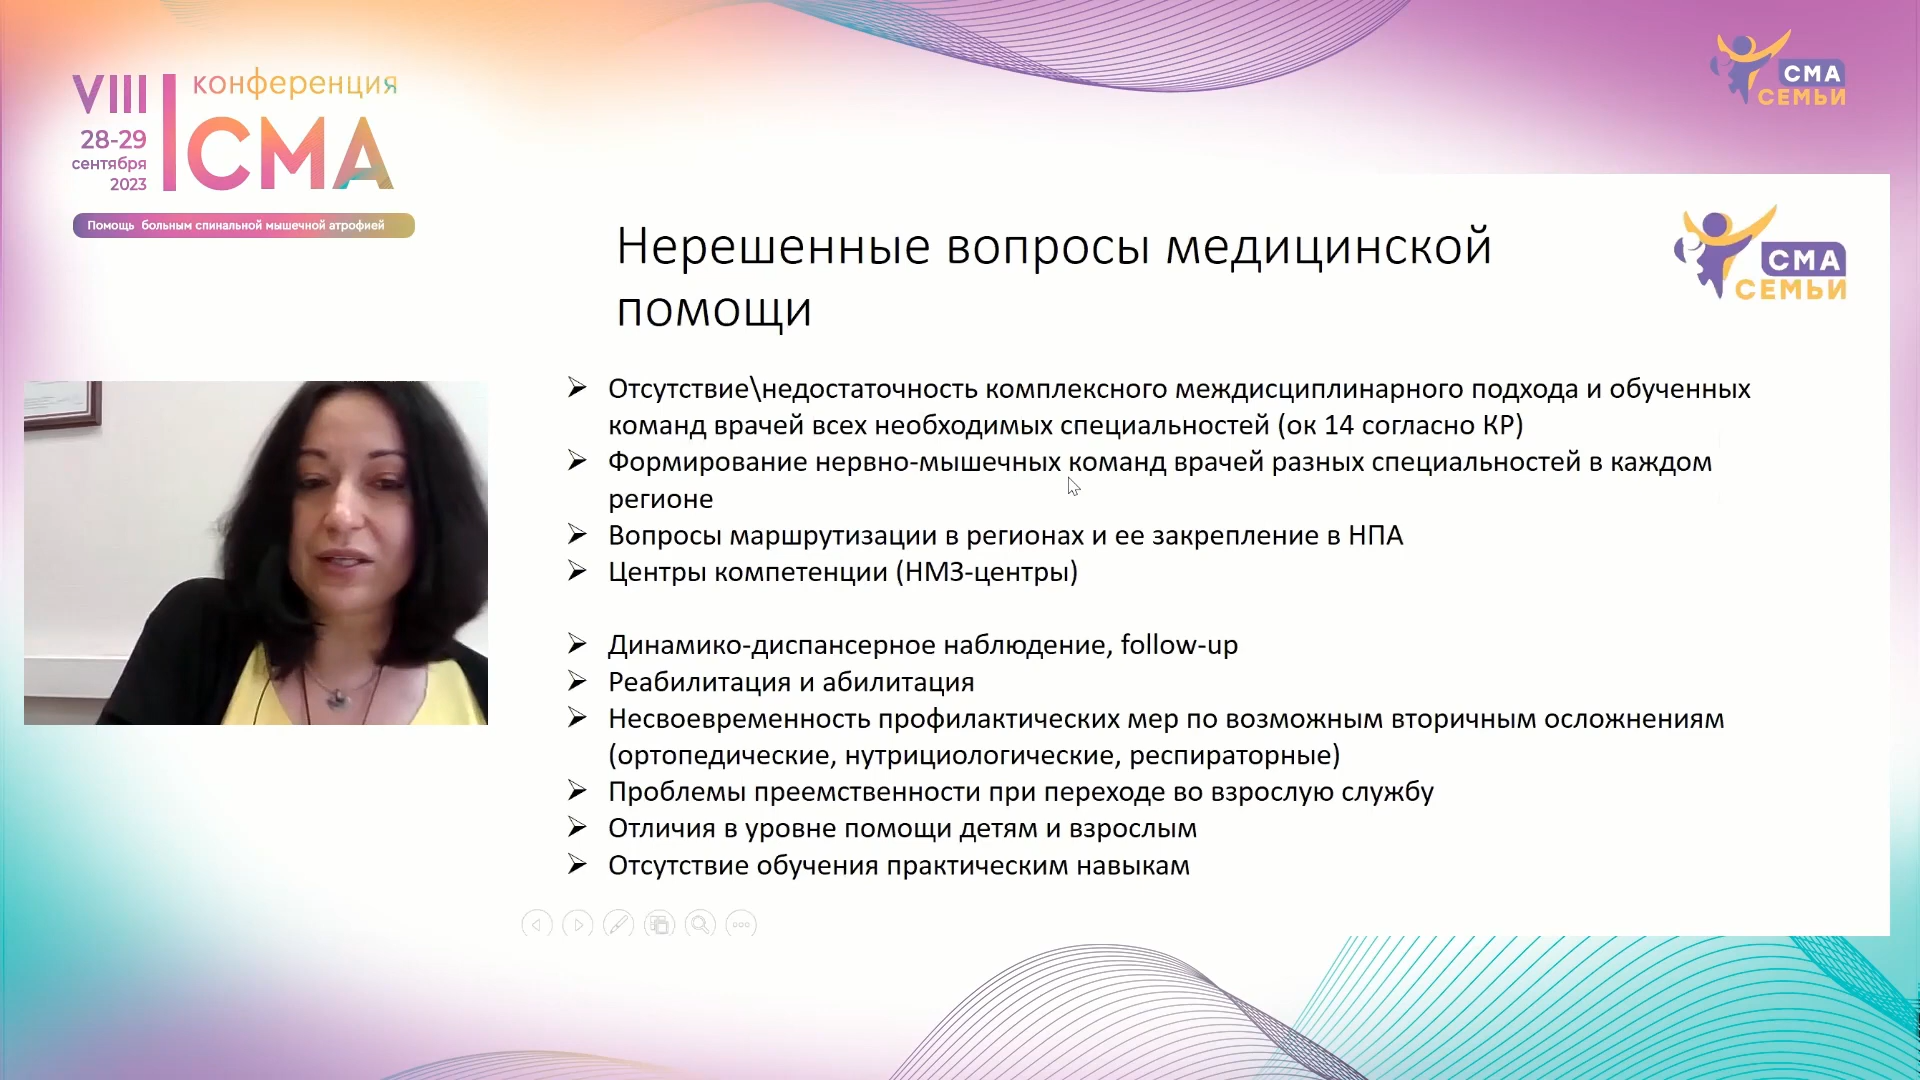 VIII
конференция
28-29
сентября
2023
СМА
Помощь больным спинальной мышечной атрофией
СМА
СЕМЬИ
Нерешенные вопросы медицинской
помощи
СМА
СЕМЬИ
Отсутствие\недостаточность комплексного междисциплинарного подхода и обученных
команд врачей всех необходимых специальностей (ок 14 согласно КР)
Формирование нервно-мышечных команд врачей разных специальностей в каждом
регионе
Вопросы маршрутизации в регионах и ее закрепление в НПА
Центры компетенции (НМЗ-центры)
Динамико-диспансерное наблюдение, follow-up
Реабилитация и абилитация
Несвоевременность профилактических мер по возможным вторичным осложнениям
(ортопедические, нутрициологические, респираторные)
Проблемы преемственности при переходе во взрослую службу
Отличия в уровне помощи детям и взрослым
Отсутствие обучения практическим навыкам